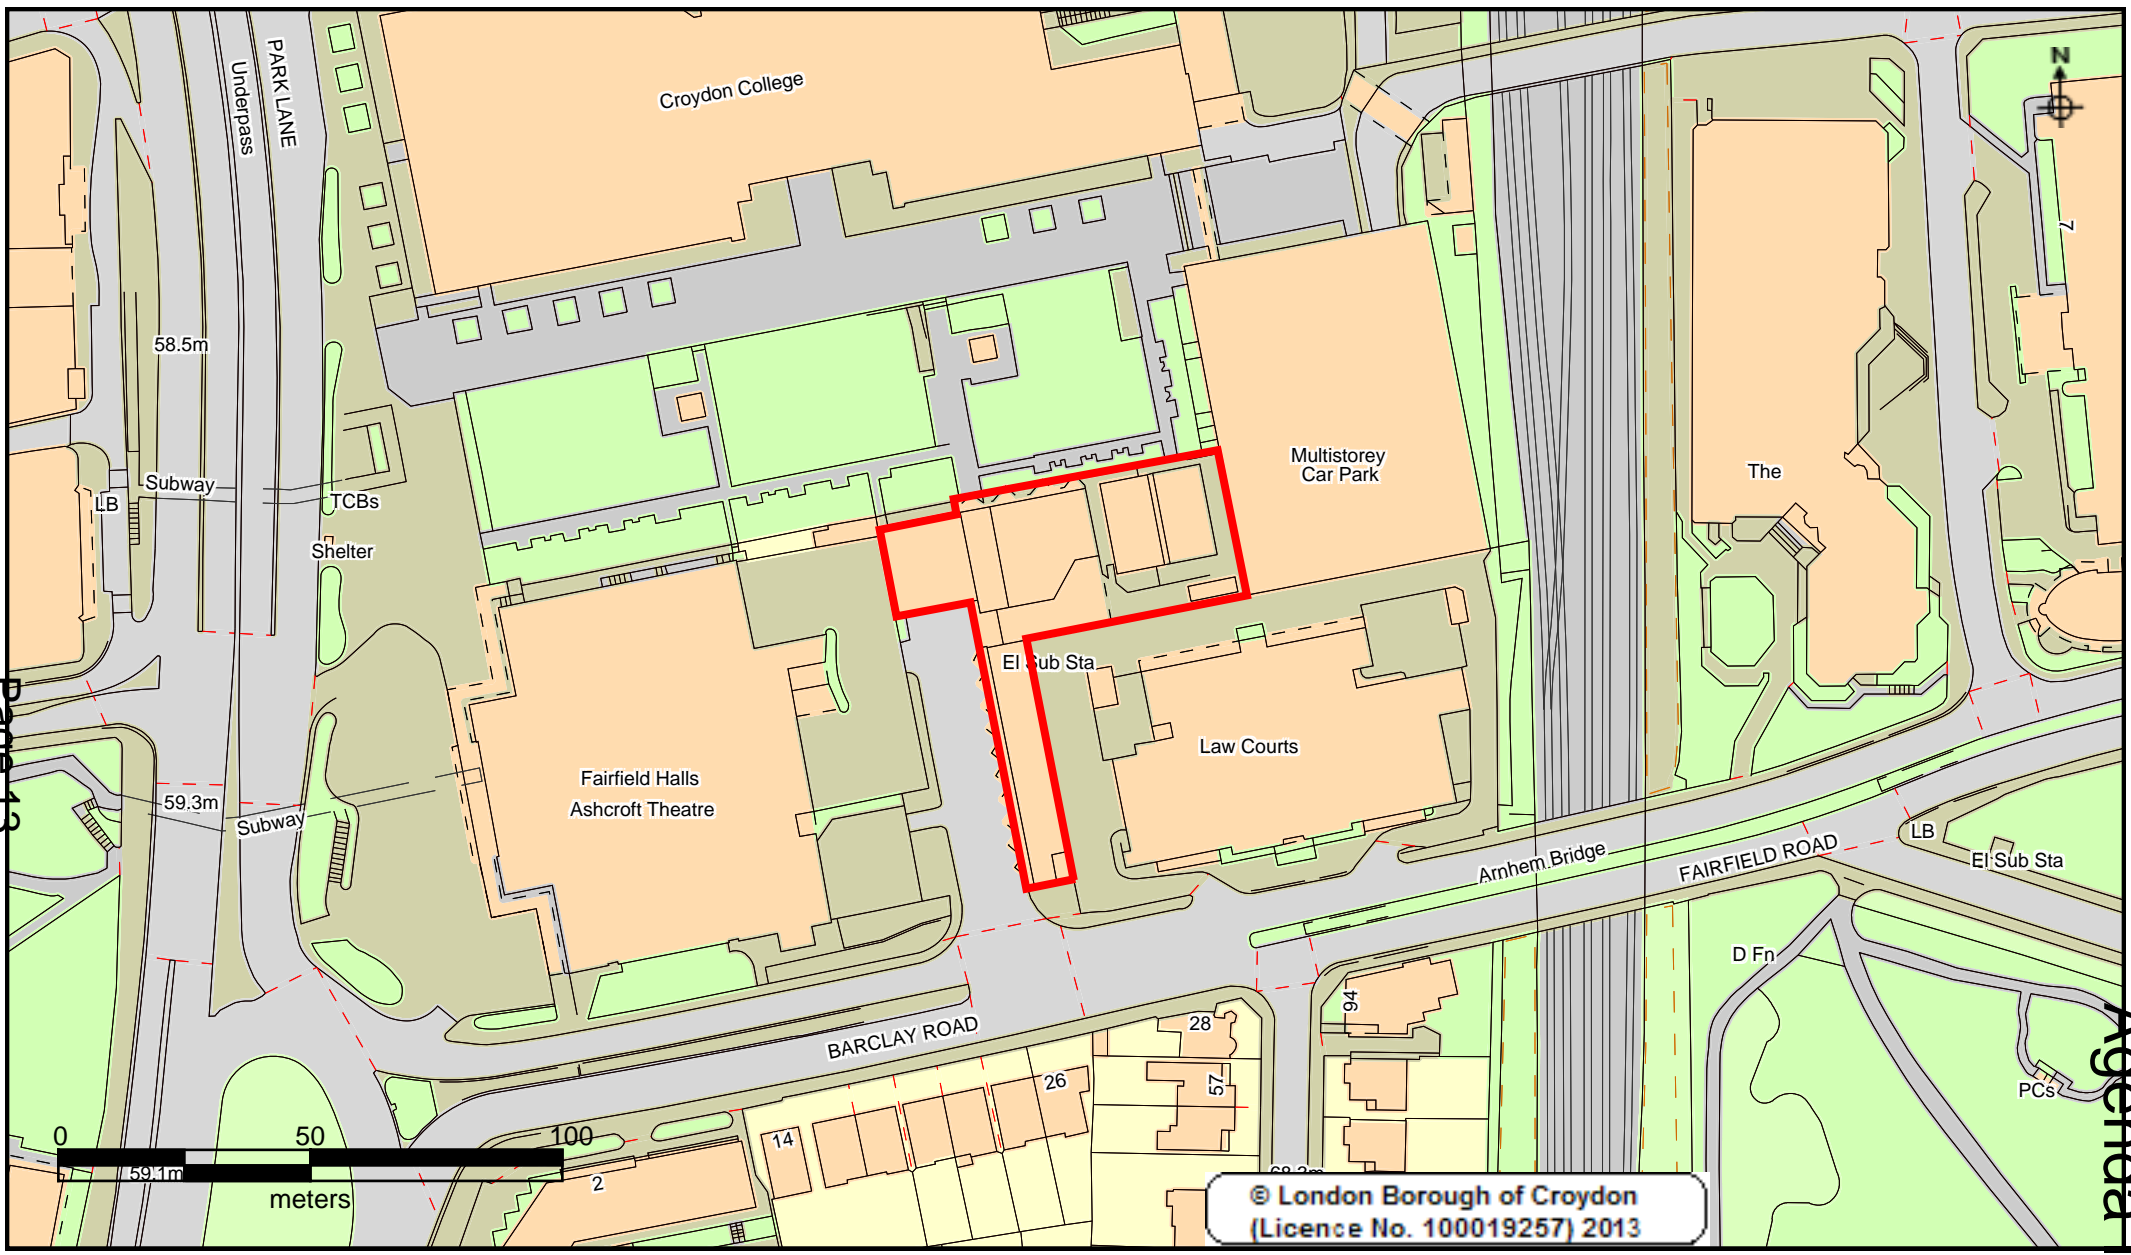 N
PARK LANE
Underpass
Croydon College
7
58.5m
Multistorey
Car Park
The
Subway
LB
TCBs
Shelter
El Sub Sta
Page 13
Law Courts
Fairfield Halls
Ashcroft Theatre
59.3m
Subway
LB
Arnhem Bridge
FAIRFIELD ROAD
El Sub Sta
D Fn
94
Agenda
28
BARCLAY ROAD
26
57
PCs
14
0 50 100
59.1m
2
meters
© London Borough of Croydon
(Licence No. 100019257) 2013